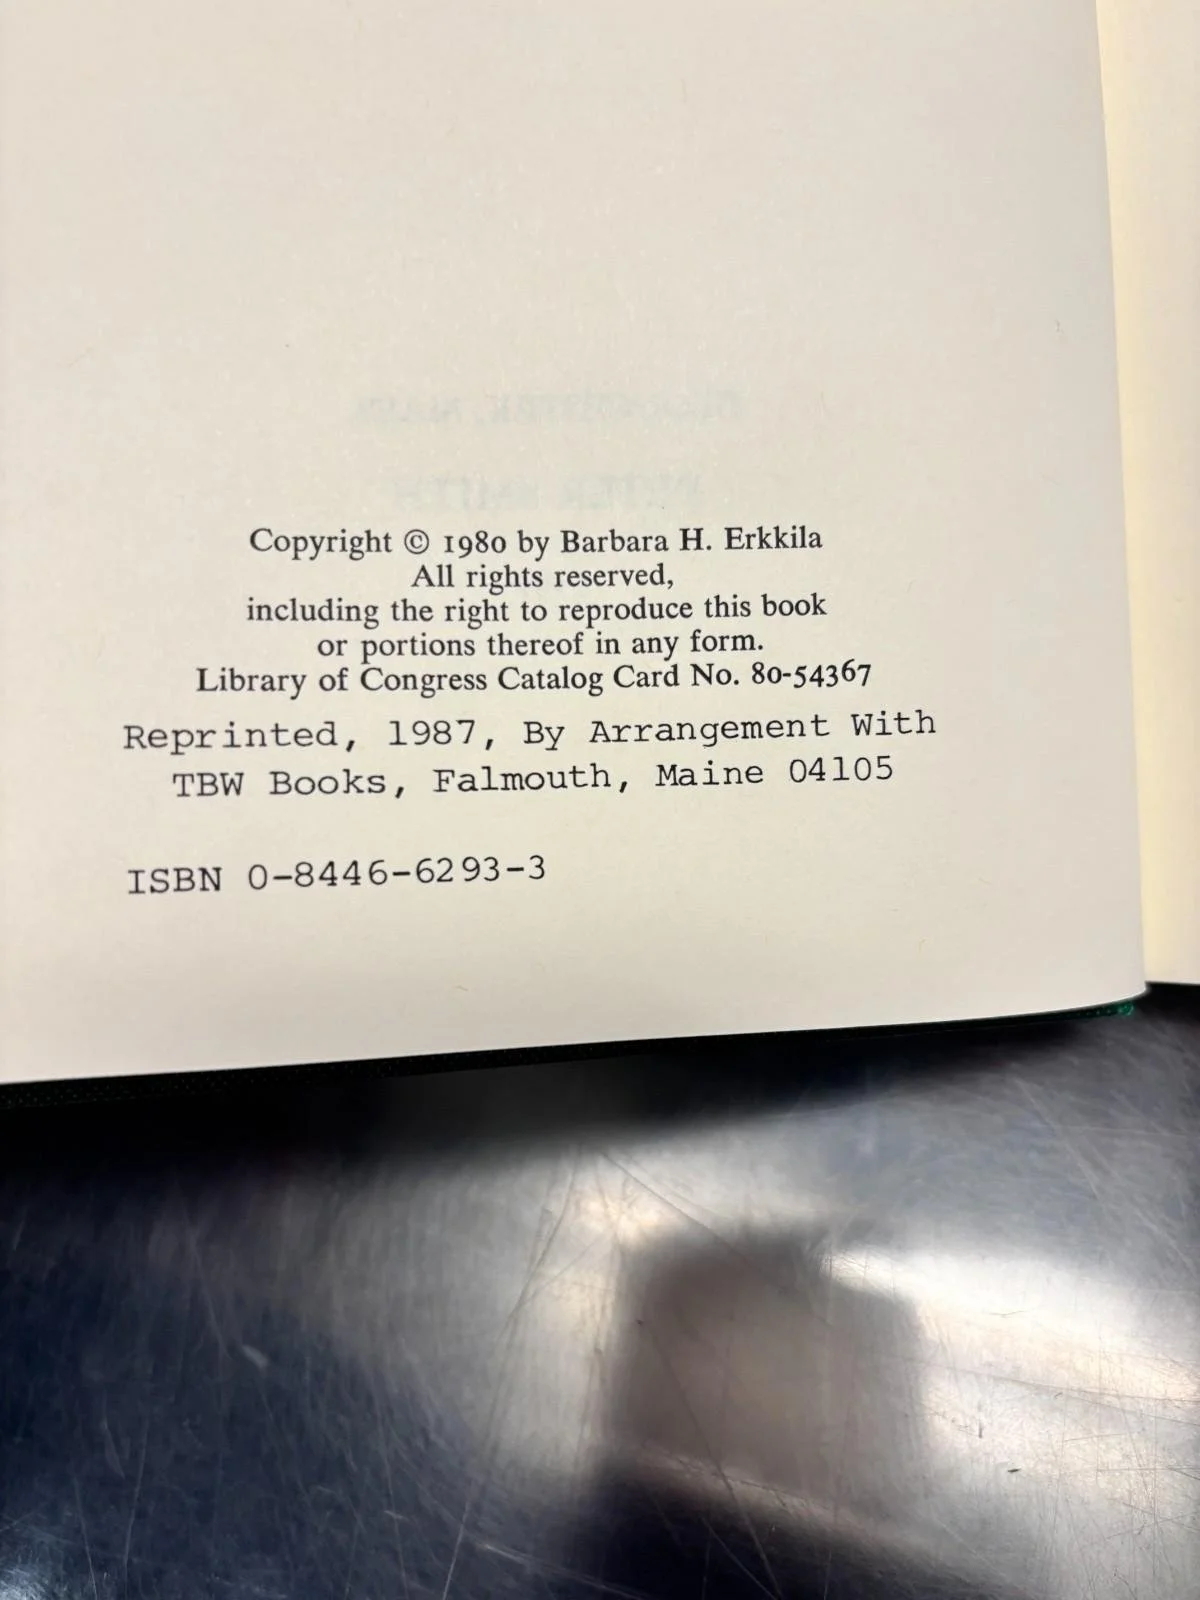 Copyright © 1980 by Barbara H. Erkkila
All rights reserved,
including the right to reproduce this book
or portions thereof in any form.
Library of Congress Catalog Card No. 80-54367
Reprinted, 1987, By Arrangement With
TBW Books, Falmouth, Maine 04105
ISBN 0-8446-6293-3